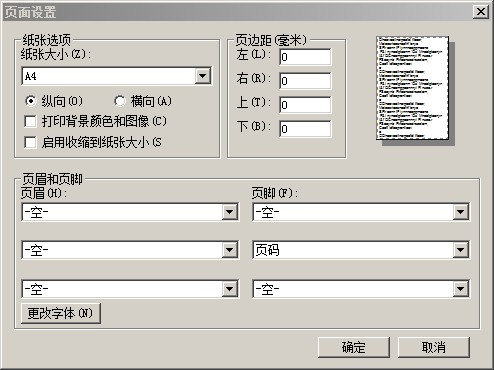 页面设置
纸张选项
纸张大小(Z):
A4
纵向(O) 横向(A)
打印背景颜色和图像(C)
启用收缩到纸张大小(S
页边距(毫米)
左(L): 0
右(R): 0
上(T): 0
下(B): 0
页眉和页脚
页眉(H): 页脚(F):
-空- -空-
-空- 页码
-空- -空-
更改字体(N)
确定 取消